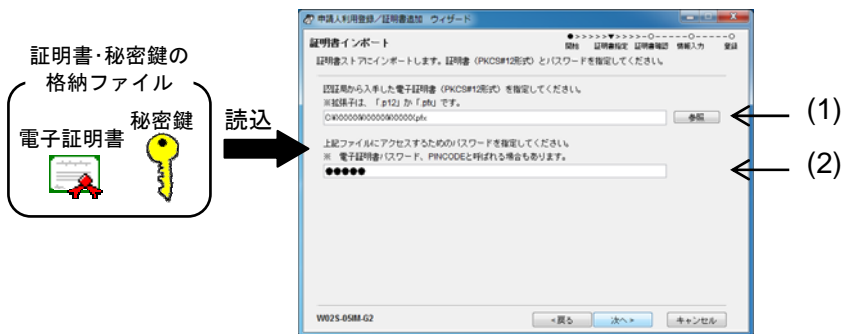 証明書･秘密鍵の
格納ファイル
電子証明書
秘密鍵
読込
申請人利用登録／証明書追加　ウィザード
証明書インポート
●>>>>>▼>>>>-○-----○-----○
開始　証明書指定　証明書確認　情報入力　登録
証明書ストアにインポートします。証明書（PKCS#12形式）とパスワードを指定してください。
認証局から入手した電子証明書（PKCS#12形式）を指定してください。
※拡張子は、「.p12」か「.pfx」です。
参照
(1)
上記ファイルにアクセスするためのパスワードを指定してください。
※　電子証明書パスワード、PINCODEと呼ばれる場合もあります。
●●●●●
(2)
W02S-05IM-G2
<戻る
次へ>
キャンセル